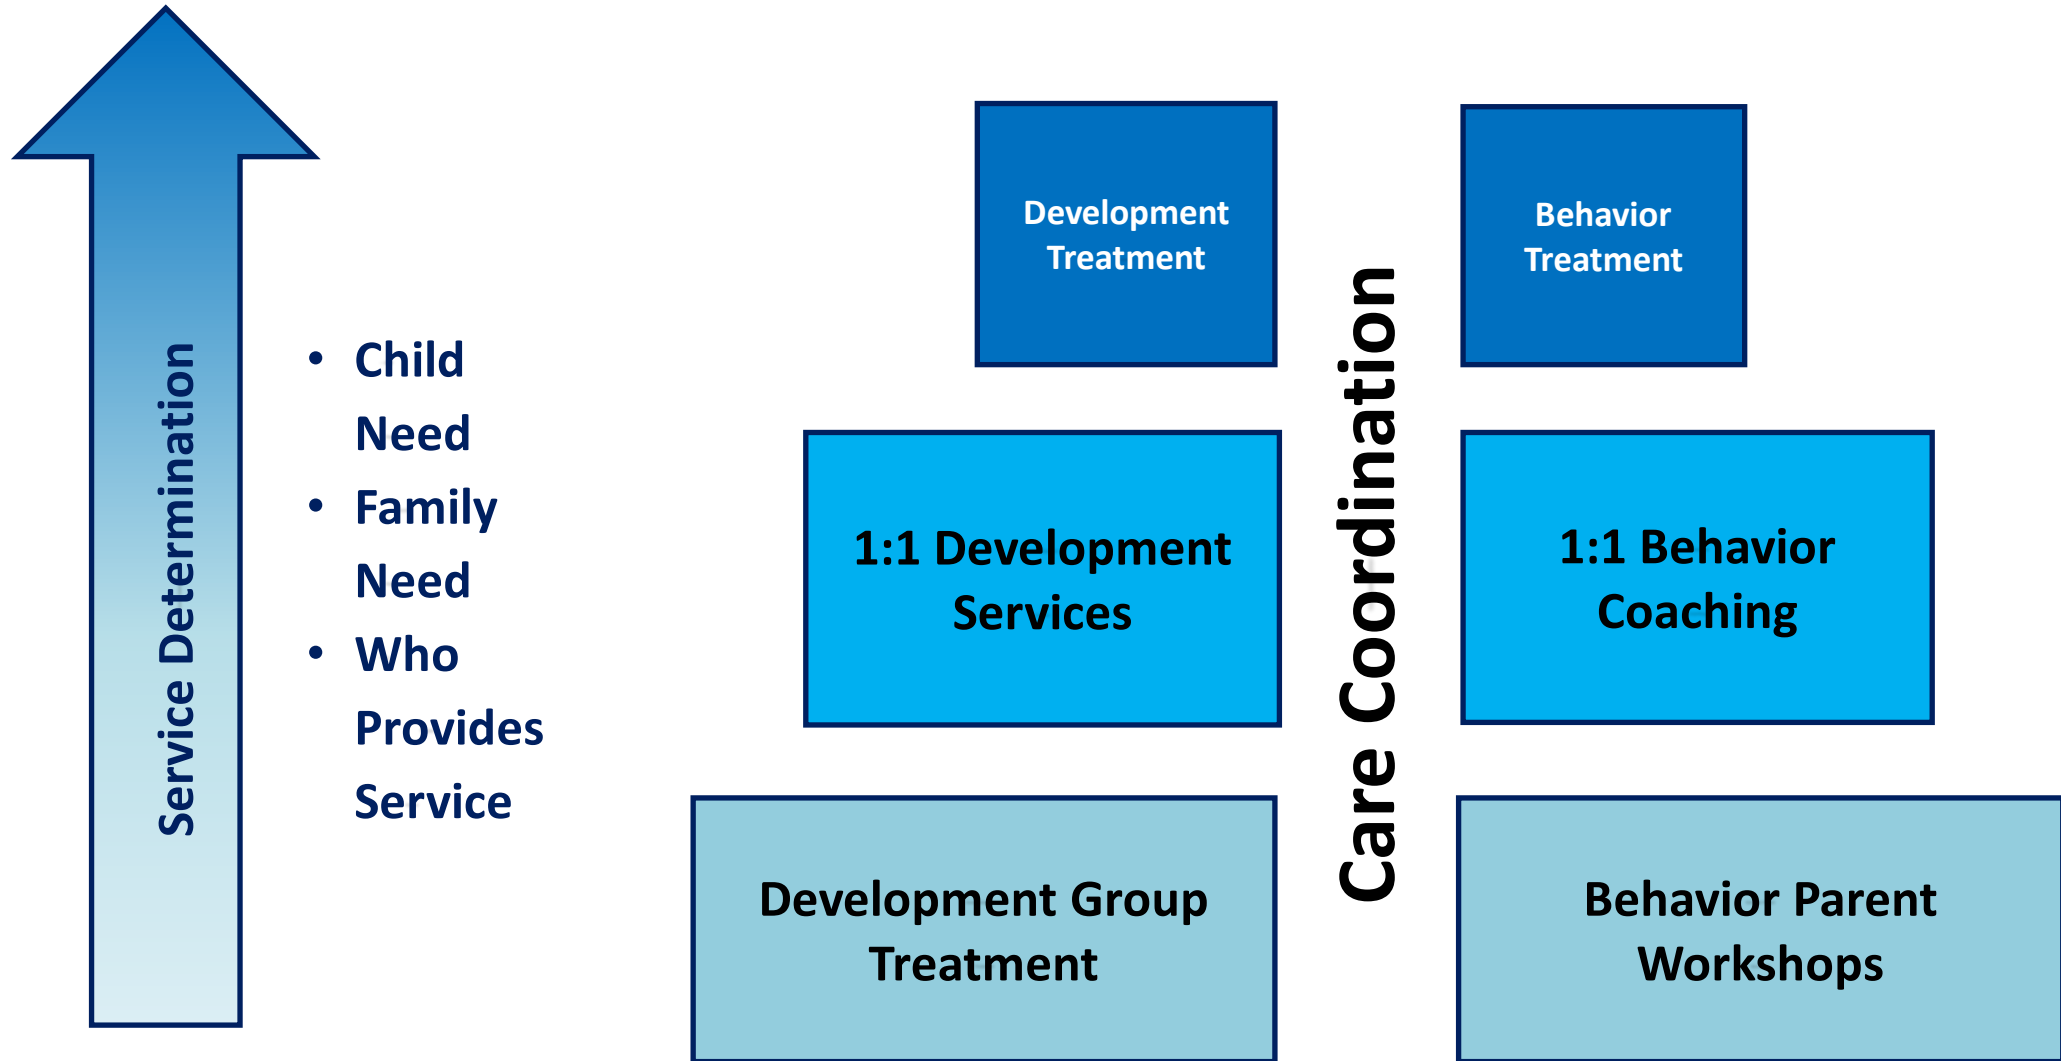 Service Determination
• Child
Need
• Family
Need
• Who
Provides
Service
Development
Treatment
1:1 Development
Services
Development Group
Treatment
Care Coordination
Behavior
Treatment
1:1 Behavior
Coaching
Behavior Parent
Workshops